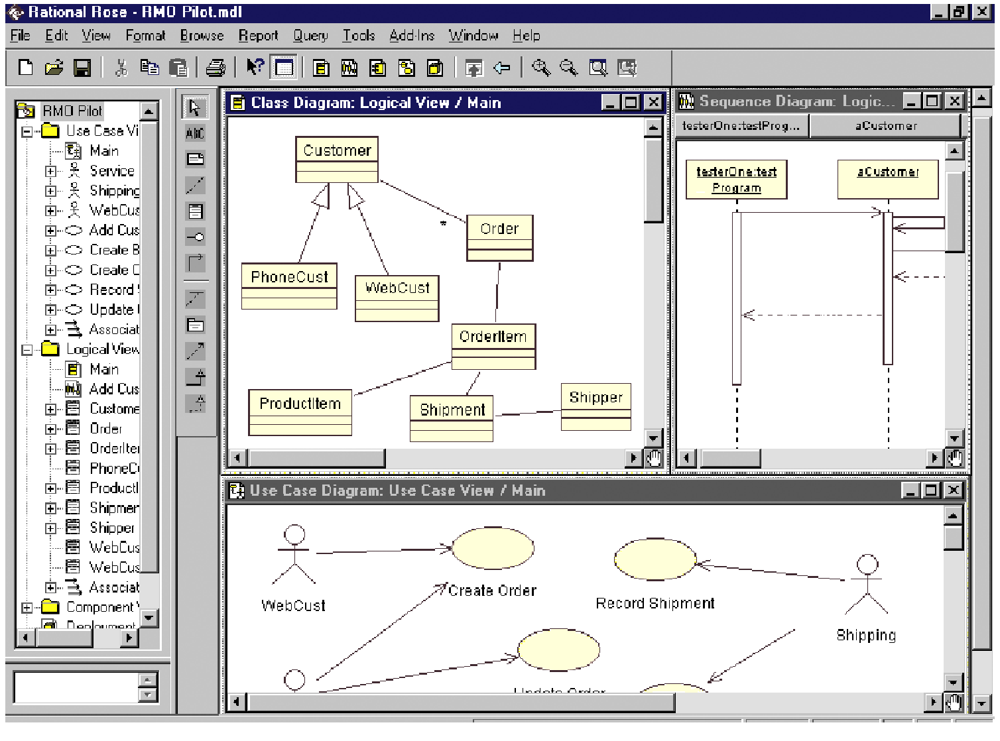 Rational Rose - RMO Pilot.mdl
File Edit View Format Browse Report Query Tools Add-Ins Window Help
RMO Pilot
Use Case Vi
Main
Service
Shipping
WebCus
Add Cus
Create B
Create O
Record
Update
Associat
Logical View
Main
Add Cus
Custome
Order
OrderIte
PhoneC
ProductI
Shipmer
Shipper
WebCus
WebCus
Associat
Component
Deployment
ABC
Class Diagram: Logical View / Main
Customer
*
Order
PhoneCust
WebCust
OrderItem
ProductItem
Shipment
Shipper
Sequence Diagram: Logic...
testerOne:testProg...
aCustomer
testerOne:test
Program
aCustomer
Use Case Diagram: Use Case View / Main
WebCust
Create Order
Record Shipment
Shipping
Update Order